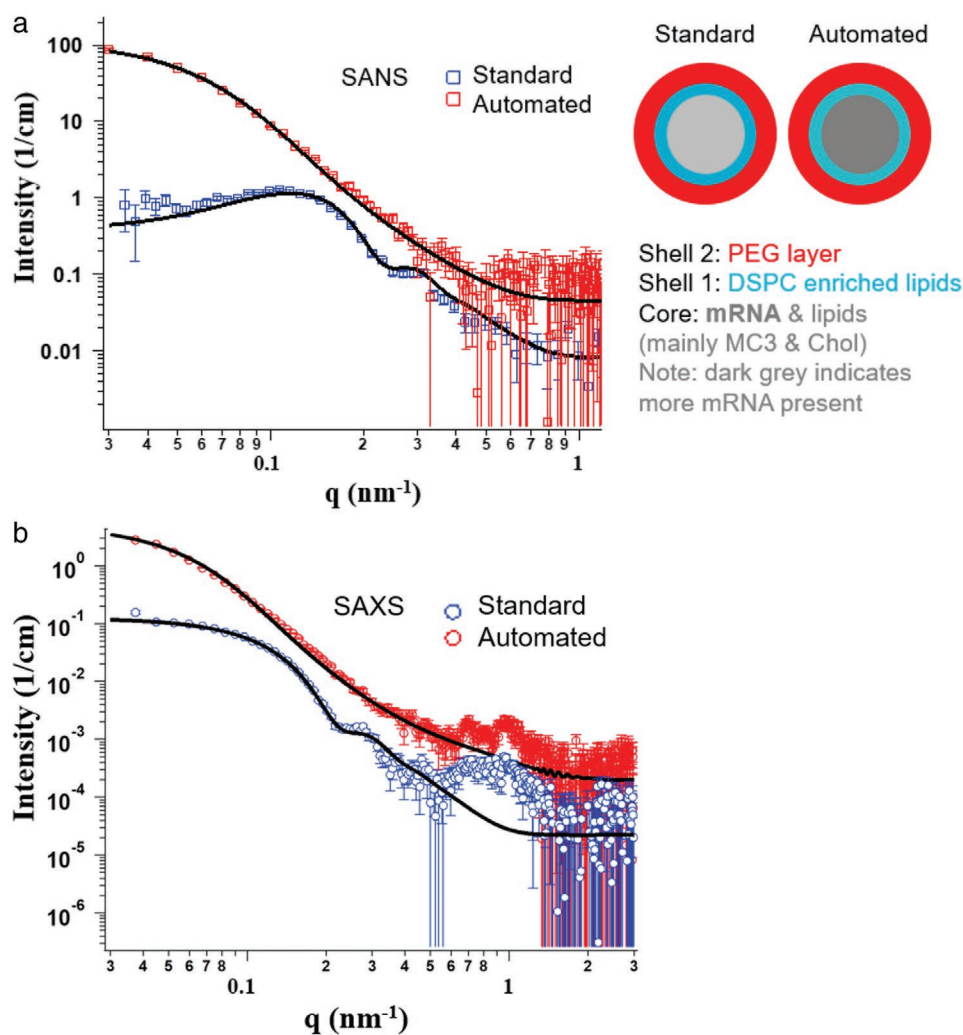 a
100
10
1
0.1
0.01
Intensity (1/cm)
SANS
Standard
Automated
3 4 5 6 7 8 9 2 3 4 5 6 7 8 9
0.1 1
q (nm⁻¹)
Standard Automated
Shell 2: PEG layer
Shell 1: DSPC enriched lipids
Core: mRNA & lipids
(mainly MC3 & Chol)
Note: dark grey indicates
more mRNA present
b
10⁰
10⁻¹
10⁻²
10⁻³
10⁻⁴
10⁻⁵
10⁻⁶
Intensity (1/cm)
SAXS
Standard
Automated
3 4 5 6 7 8 2 3 4 5 6 7 8 2 3
0.1 1
q (nm⁻¹)